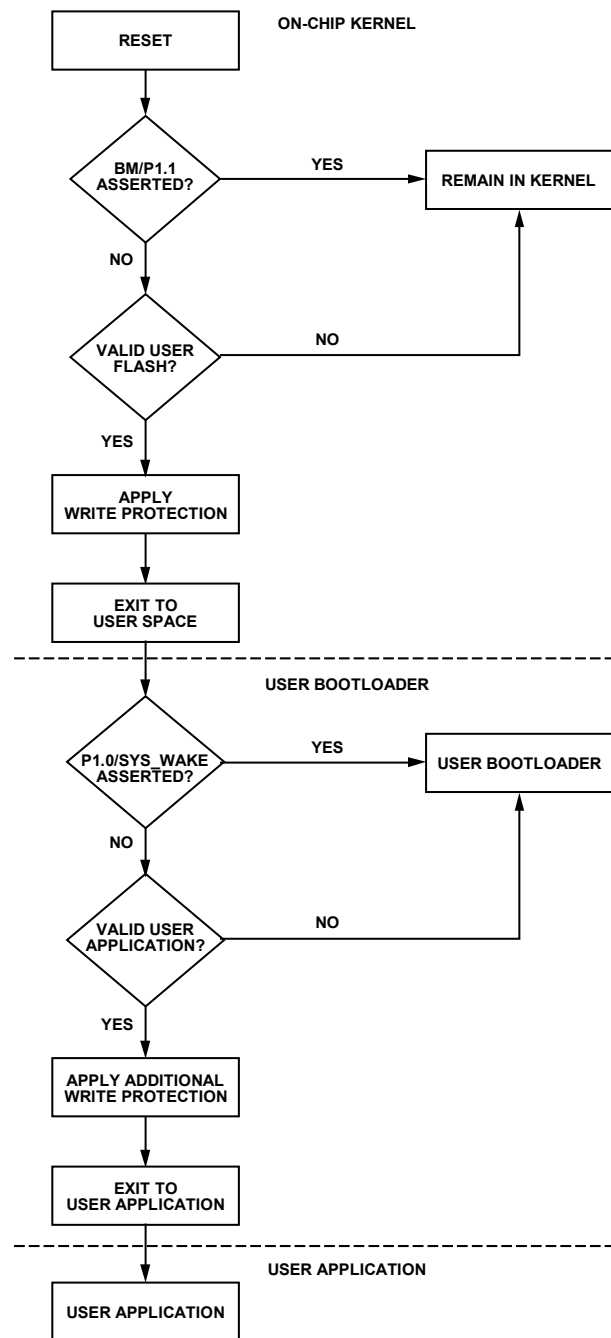 ON-CHIP KERNEL
RESET
BM/P1.1
ASSERTED?
YES
REMAIN IN KERNEL
NO
VALID USER
FLASH?
NO
YES
APPLY
WRITE PROTECTION
EXIT TO
USER SPACE
USER BOOTLOADER
P1.0/SYS_WAKE
ASSERTED?
YES
USER BOOTLOADER
NO
VALID USER
APPLICATION?
NO
YES
APPLY ADDITIONAL
WRITE PROTECTION
EXIT TO
USER APPLICATION
USER APPLICATION
USER APPLICATION